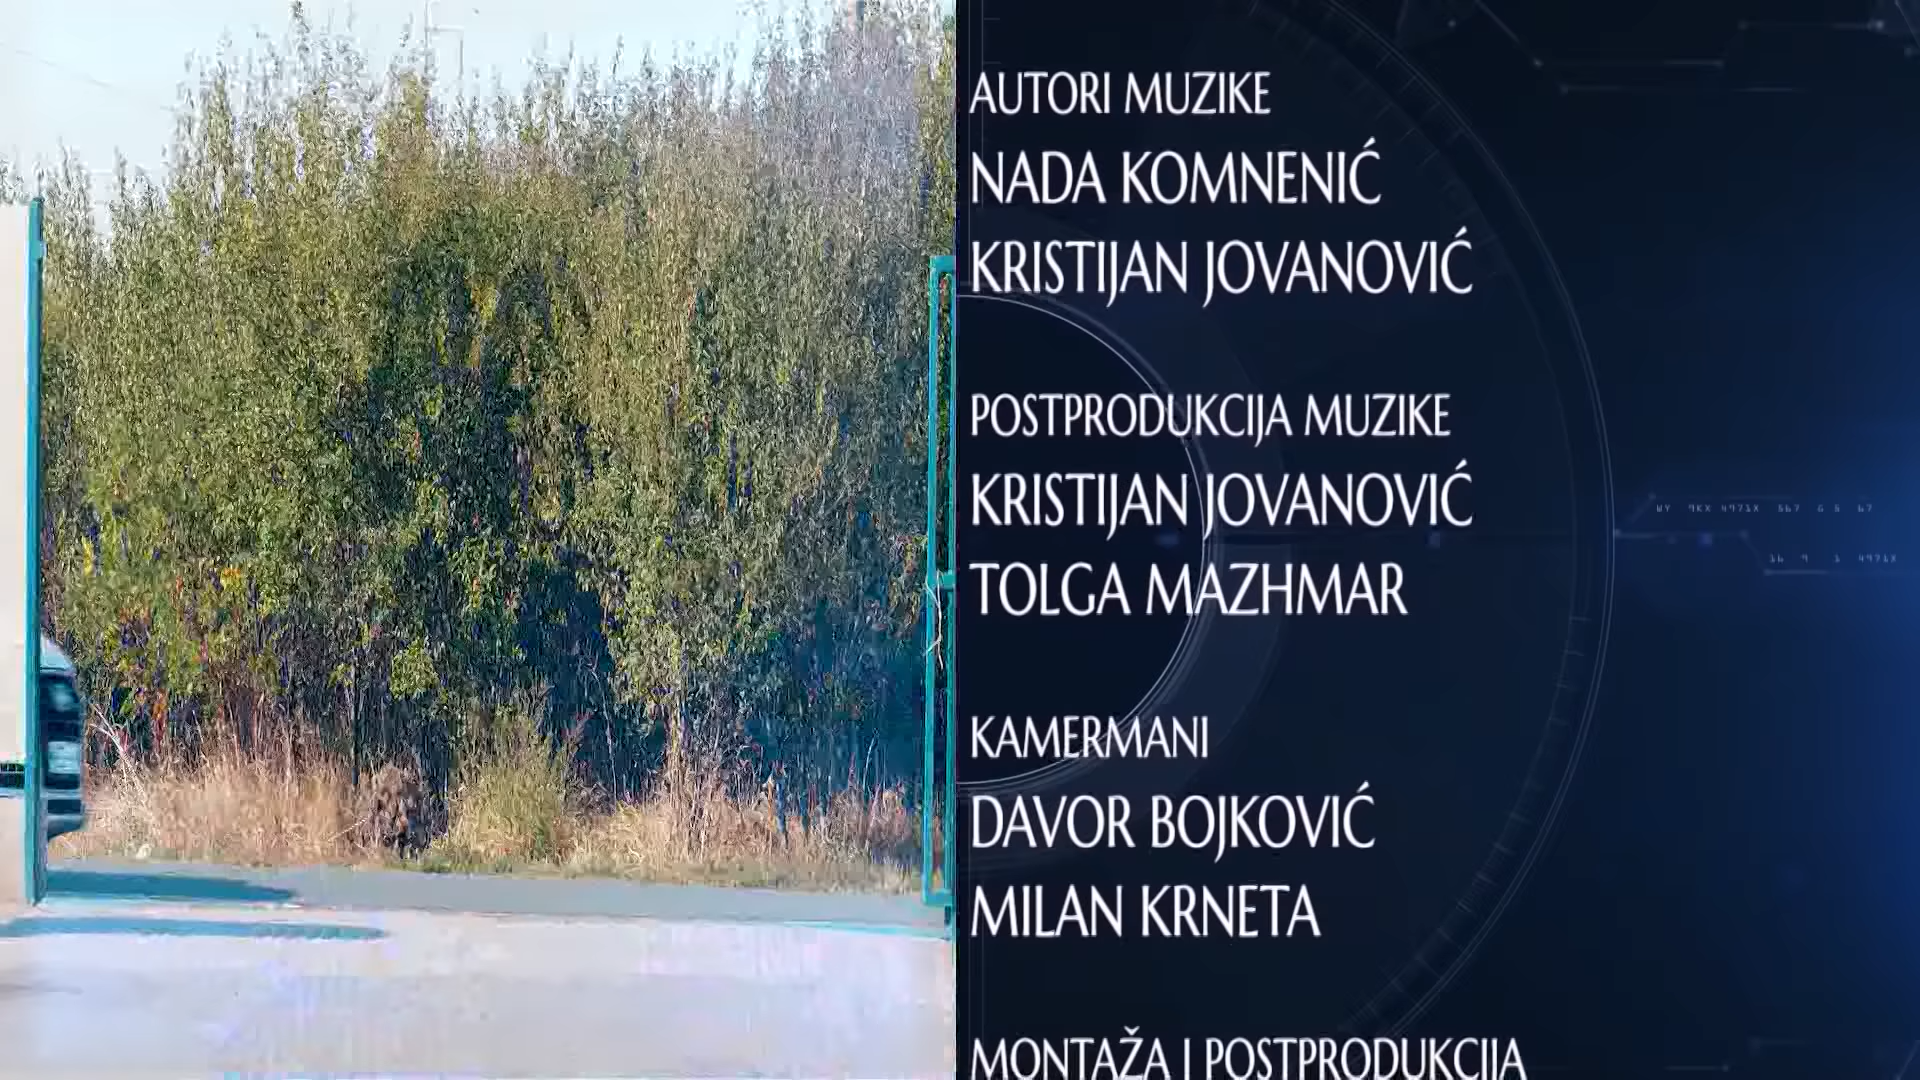 AUTORI MUZIKE
NADA KOMNENIĆ
KRISTIJAN JOVANOVIĆ
POSTPRODUKCIJA MUZIKE
KRISTIJAN JOVANOVIĆ
TOLGA MAZHMAR
KAMERMANI
DAVOR BOJKOVIĆ
MILAN KRNETA
MONTAŽA I POSTPRODUKCIJA